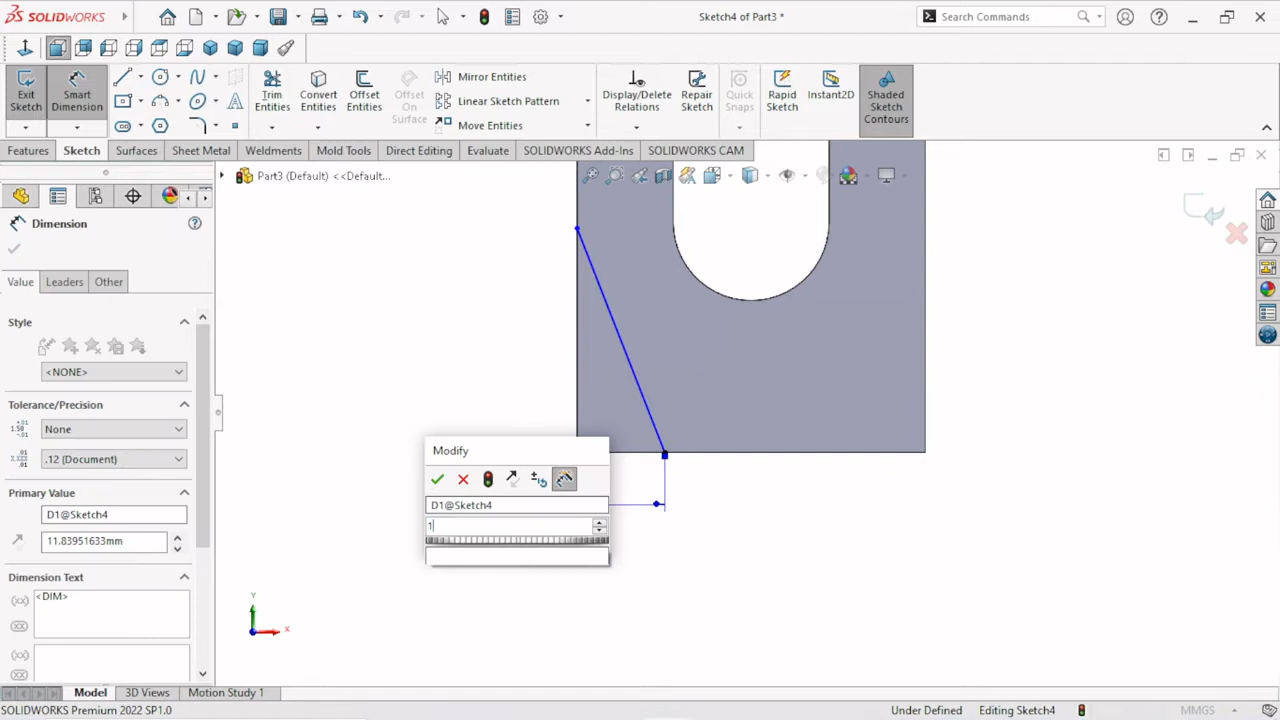 SOLIDWORKS
Sketch4 of Part3 *
Search Commands
Exit Sketch
Smart Dimension
Trim Entities
Convert Entities
Offset Entities
Offset On Surface
Mirror Entities
Linear Sketch Pattern
Move Entities
Display/Delete Relations
Repair Sketch
Quick Snaps
Rapid Sketch
Instant2D
Shaded Sketch Contours
Features
Sketch
Surfaces
Sheet Metal
Weldments
Mold Tools
Direct Editing
Evaluate
SOLIDWORKS Add-Ins
SOLIDWORKS CAM
Part3 (Default) <<Default...
Dimension
Value
Leaders
Other
Style
<NONE>
Tolerance/Precision
None
.12 (Document)
Primary Value
D1@Sketch4
11.83951633mm
Dimension Text
<DIM>
Modify
D1@Sketch4
1
Y
X
Model
3D Views
Motion Study 1
SOLIDWORKS Premium 2022 SP1.0
Under Defined
Editing Sketch4
MMGS